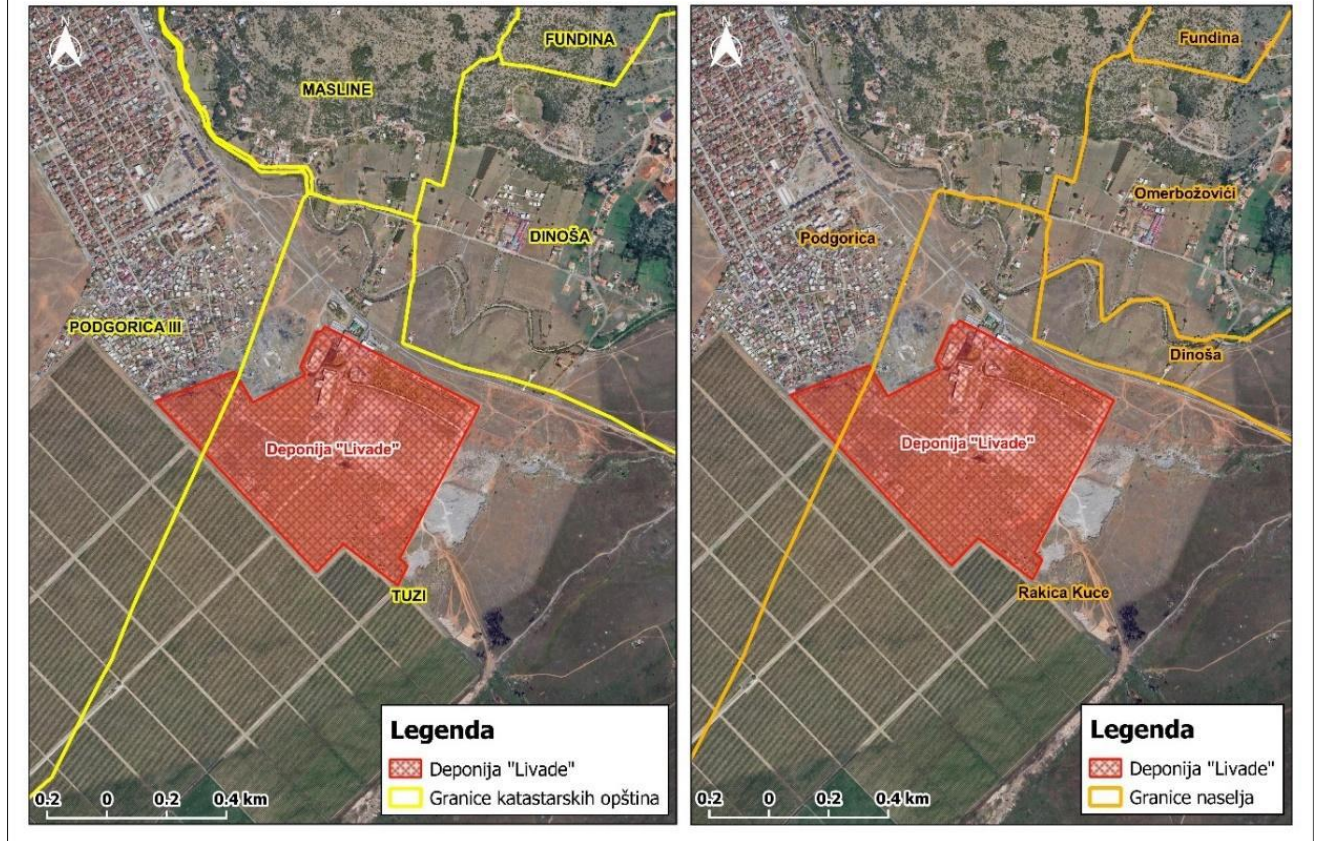 N
FUNDINA
MASLINE
DINOŠA
PODGORICA III
Deponija "Livade"
TUZI
Legenda
Deponija "Livade"
Granice katastarskih opština
0.2 0 0.2 0.4 km
N
Fundina
Omerbožovići
Podgorica
Dinoša
Deponija "Livade"
Rakica Kuce
Legenda
Deponija "Livade"
Granice naselja
0.2 0 0.2 0.4 km